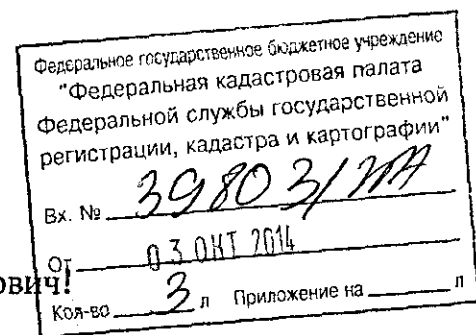 Федеральное государственное бюджетное учреждение
"Федеральная кадастровая палата
Федеральной службы государственной
регистрации, кадастра и картографии"
Вх. № 39803/
От 03 ОКТ 2014
ович!
Кол-во 3 л Приложение на л